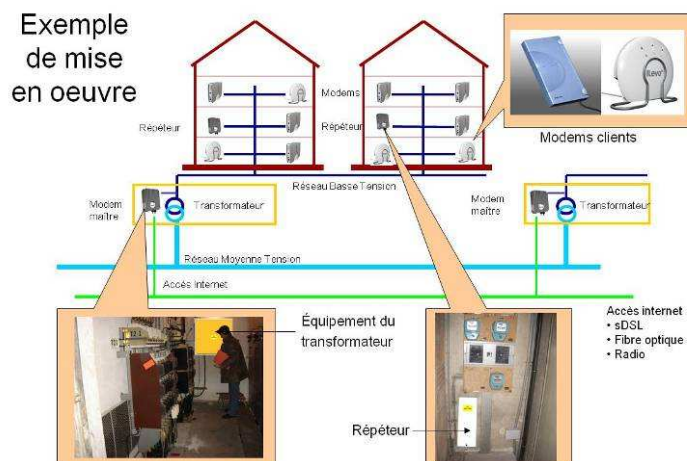 Exemple
de mise
en oeuvre
Modems
Répéteur
Répéteur
iLevo
Modems clients
Réseau Basse Tension
Modem
maître
Transformateur
Modem
maître
Transformateur
Réseau Moyenne Tension
Accès Internet
Équipement du
transformateur
Répéteur
Accès internet
• sDSL
• Fibre optique
• Radio